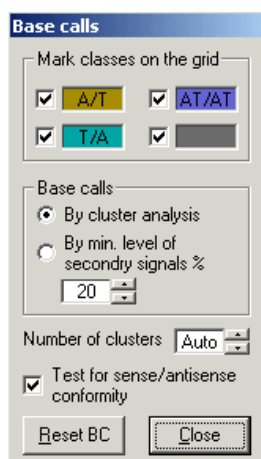 Base calls
Mark classes on the grid
A/T AT/AT
T/A
Base calls
By cluster analysis
By min. level of
secondry signals %
20
Number of clusters Auto
Test for sense/antisense
conformity
Reset BC Close